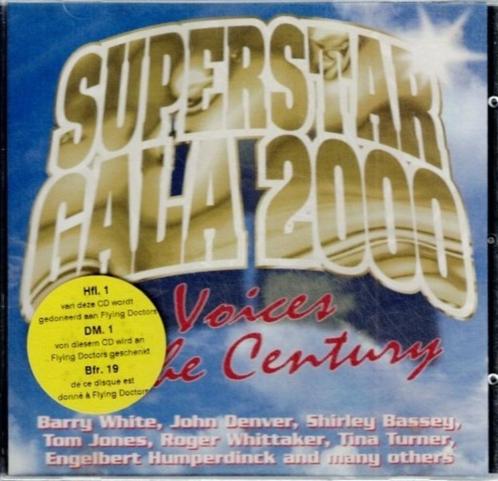 SUPERSTAR
GALA 2000
Voices
the Century
Hfl. 1
van deze CD wordt
gedoneerd aan Flying Doctors
DM. 1
von diesem CD wird an
Flying Doctors geschenkt
Bfr. 19
de ce disque est
donné à Flying Doctors
Barry White, John Denver, Shirley Bassey,
Tom Jones, Roger Whittaker, Tina Turner,
Engelbert Humperdinck and many others